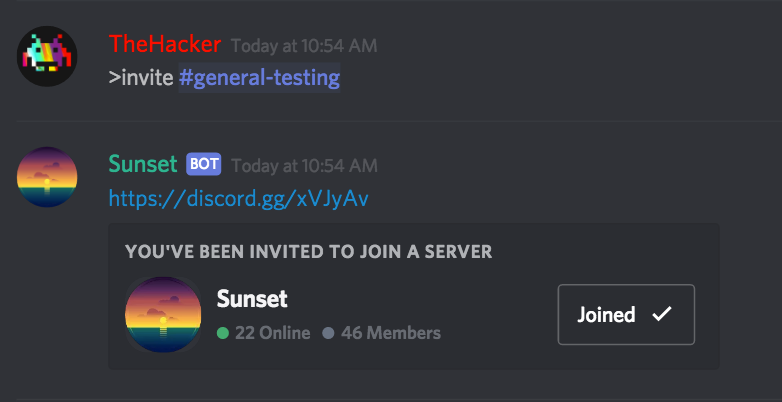 TheHacker Today at 10:54 AM
>invite #general-testing
Sunset BOT Today at 10:54 AM
https://discord.gg/xVJyAv
YOU'VE BEEN INVITED TO JOIN A SERVER
Sunset
22 Online 46 Members
Joined